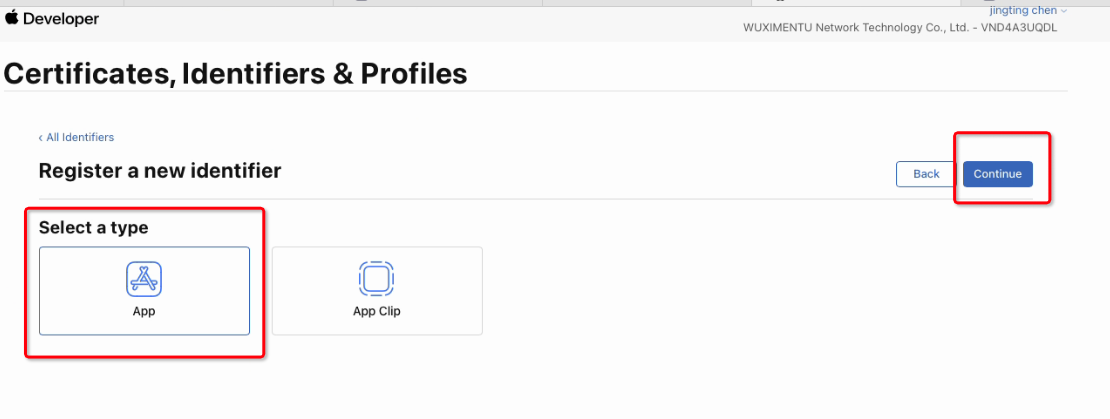 jingting chen
Developer
WUXIMENTU Network Technology Co., Ltd. - VND4A3UQDL
Certificates, Identifiers & Profiles
‹ All Identifiers
Register a new identifier
Back
Continue
Select a type
App
App Clip